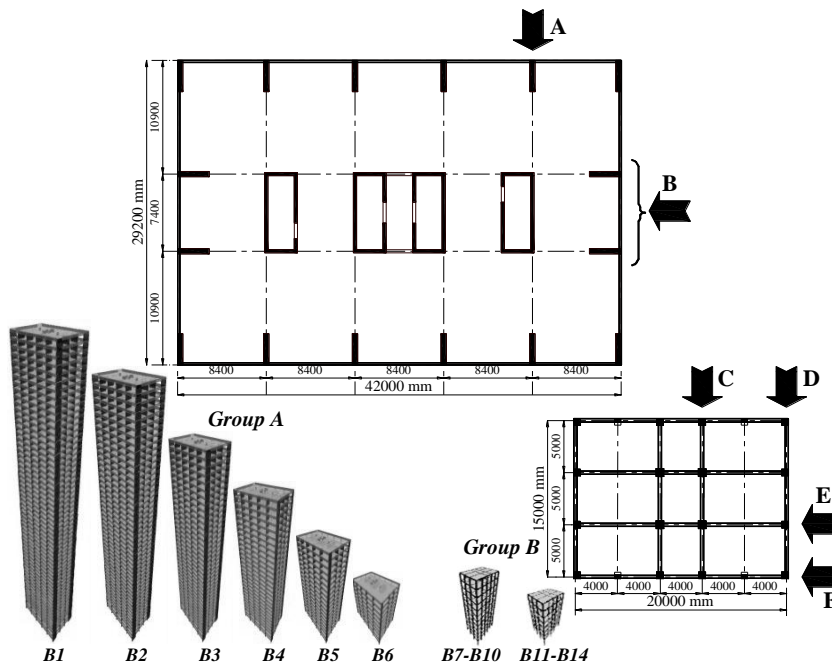 A
10900
7400
10900
29200 mm
B
8400 8400 8400 8400 8400
42000 mm
C D
Group A
5000
5000
5000
15000 mm
E
Group B
4000 4000 4000 4000 4000
20000 mm
B1 B2 B3 B4 B5 B6 B7-B10 B11-B14